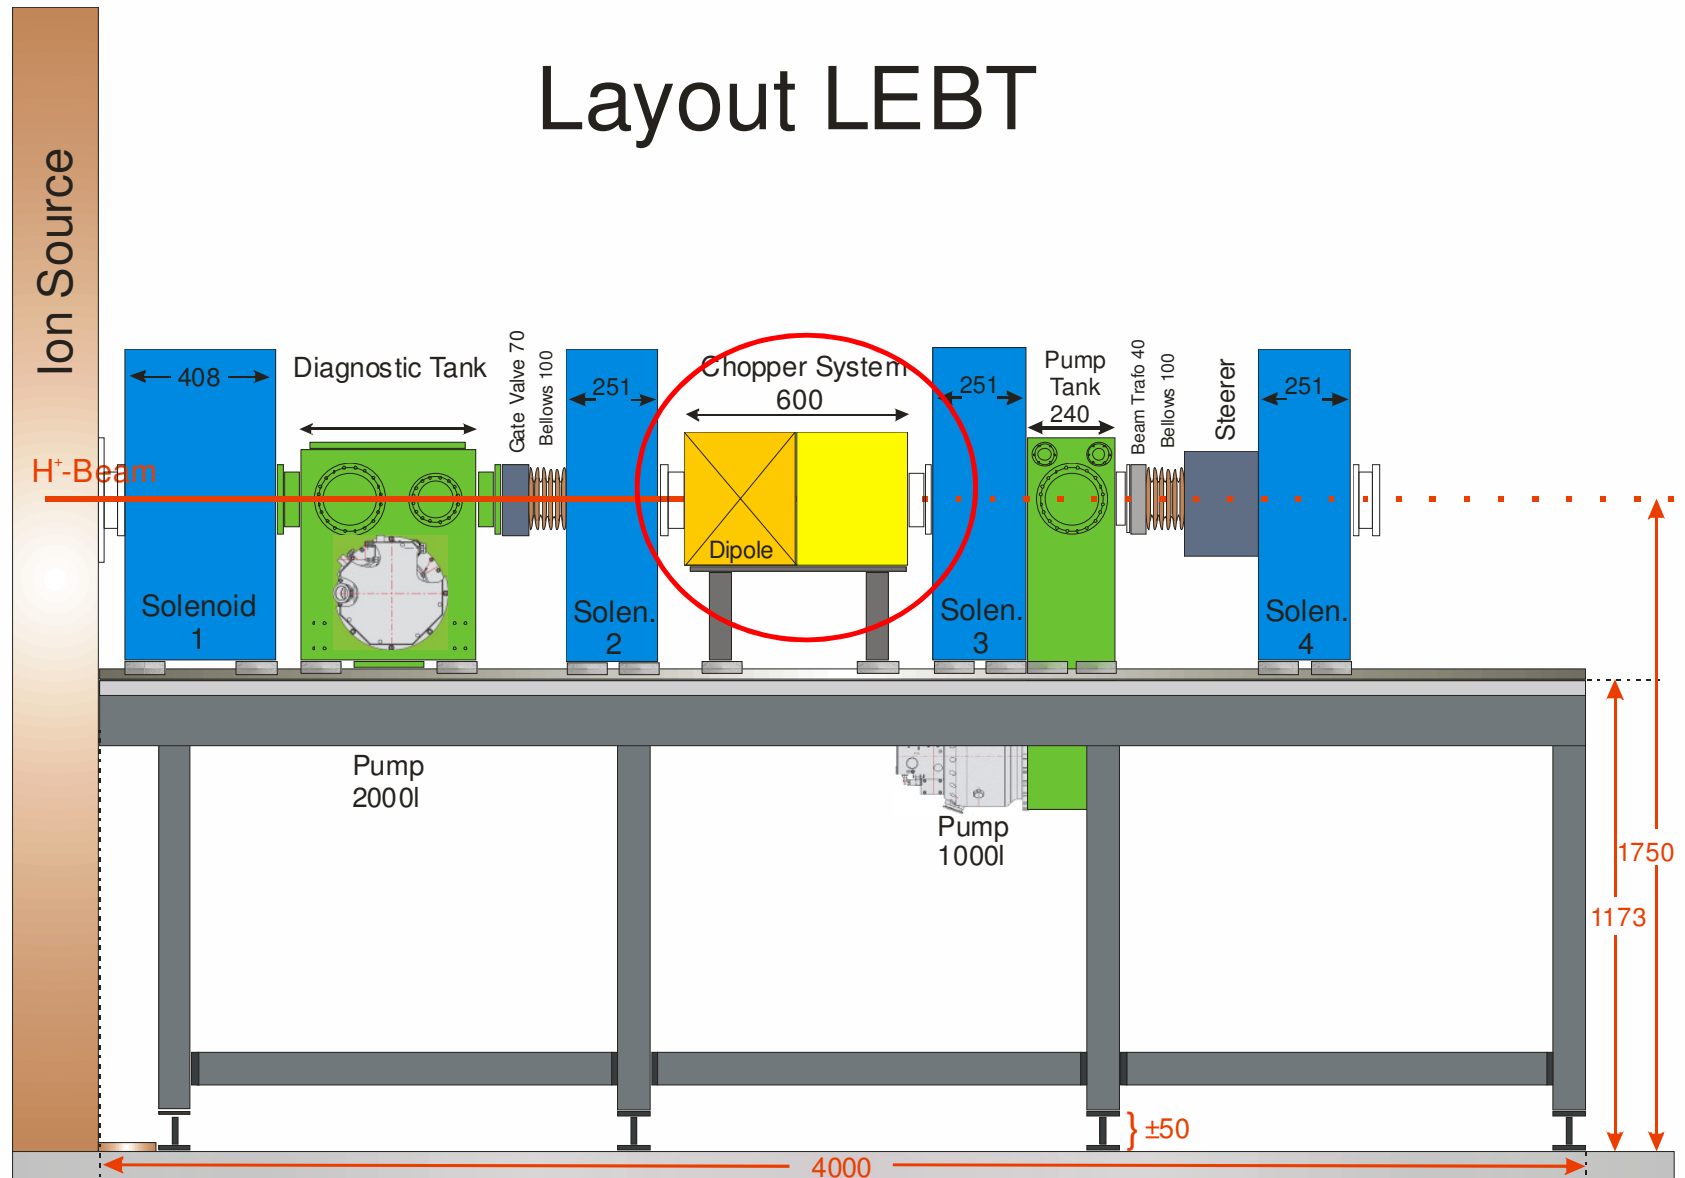 Layout LEBT
Ion Source
H+-Beam
408
Solenoid
1
Diagnostic Tank
Gate Valve 70
Bellows 100
251
Solen.
2
Chopper System
600
Dipole
251
Solen.
3
Pump
Tank
240
Beam Trafo 40
Bellows 100
Steerer
251
Solen.
4
Pump
2000l
Pump
1000l
1750
1173
±50
4000